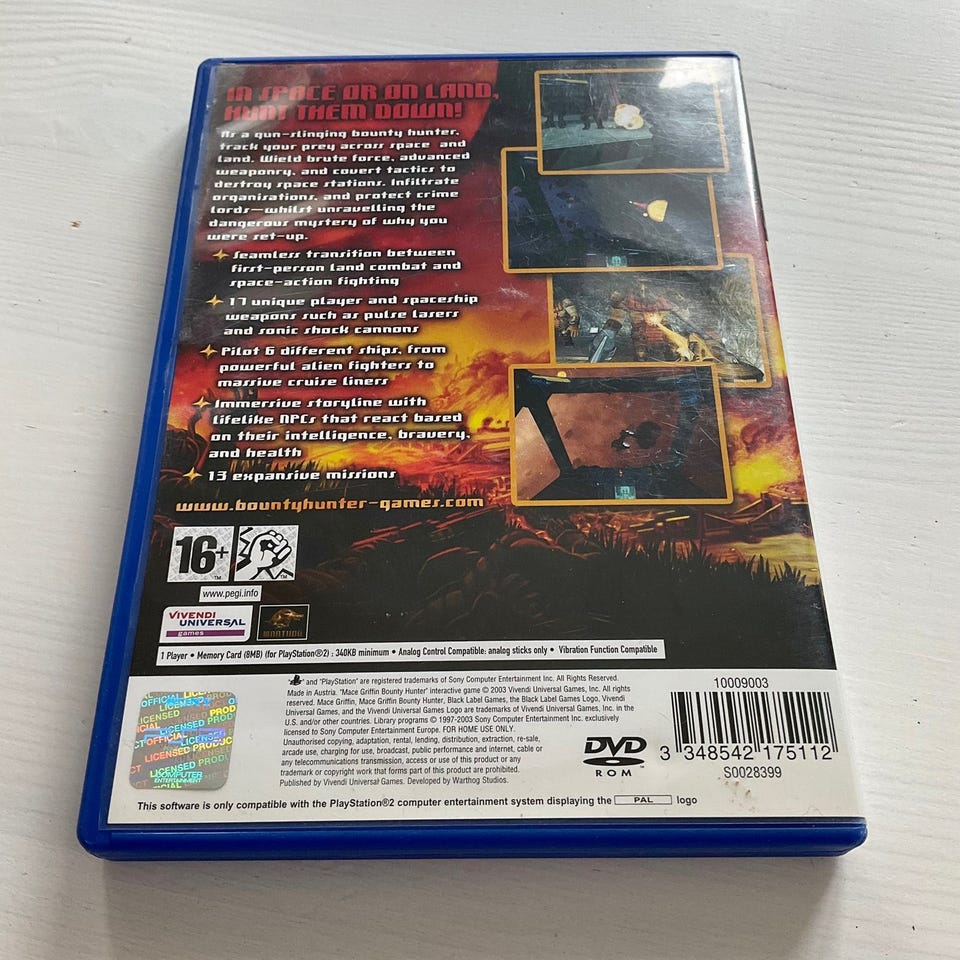 IN SPACE OR ON LAND,
HUNT THEM DOWN!
As a gun-slinging bounty hunter,
track your prey across space and
land. Wield brute force, advanced
weaponry, and covert tactics to
destroy space stations. Infiltrate
organisations, and protect crime
lords—whilst unravelling the
dangerous mystery of why you
were set-up.
Seamless transition between
first-person land combat and
space-action fighting
17 unique player and spaceship
weapons such as pulse lasers
and sonic shock cannons
Pilot 6 different ships, from
powerful alien fighters to
massive cruise liners
Immersive storyline with
lifelike NPCs that react based
on their intelligence, bravery,
and health
13 expansive missions
www.bountyhunter-games.com
16+ ™
™
www.pegi.info
VIVENDI
UNIVERSAL
games
WARTHOG
1 Player • Memory Card (8MB) (for PlayStation®2) : 340KB minimum • Analog Control Compatible: analog sticks only • Vibration Function Compatible
and "PlayStation" are registered trademarks of Sony Computer Entertainment Inc. All Rights Reserved.
Made in Austria. "Mace Griffin Bounty Hunter" interactive game © 2003 Vivendi Universal Games, Inc. All rights
reserved. Mace Griffin, Mace Griffin Bounty Hunter, Black Label Games, the Black Label Games Logo, Vivendi
Universal Games, and the Vivendi Universal Games Logo are trademarks of Vivendi Universal Games, Inc. in the
U.S. and/or other countries. Library programs © 1997-2003 Sony Computer Entertainment Inc. exclusively
licensed to Sony Computer Entertainment Europe. FOR HOME USE ONLY.
Unauthorised copying, adaptation, rental, lending, distribution, extraction, re-sale,
arcade use, charging for use, broadcast, public performance and internet, cable or
any telecommunications transmission, access or use of this product or any
trademark or copyright work that forms part of this product are prohibited.
Published by Vivendi Universal Games. Developed by Warthog Studios.
OFFICIAL
LICENSED PROD
OFFICIAL LICENSED
LICENSED PRODUC
LICENSED PROD
COMPUTER
ENTERTAINMENT
DVD
ROM
10009003
3 348542 175112
S0028399
This software is only compatible with the PlayStation®2 computer entertainment system displaying the PAL logo